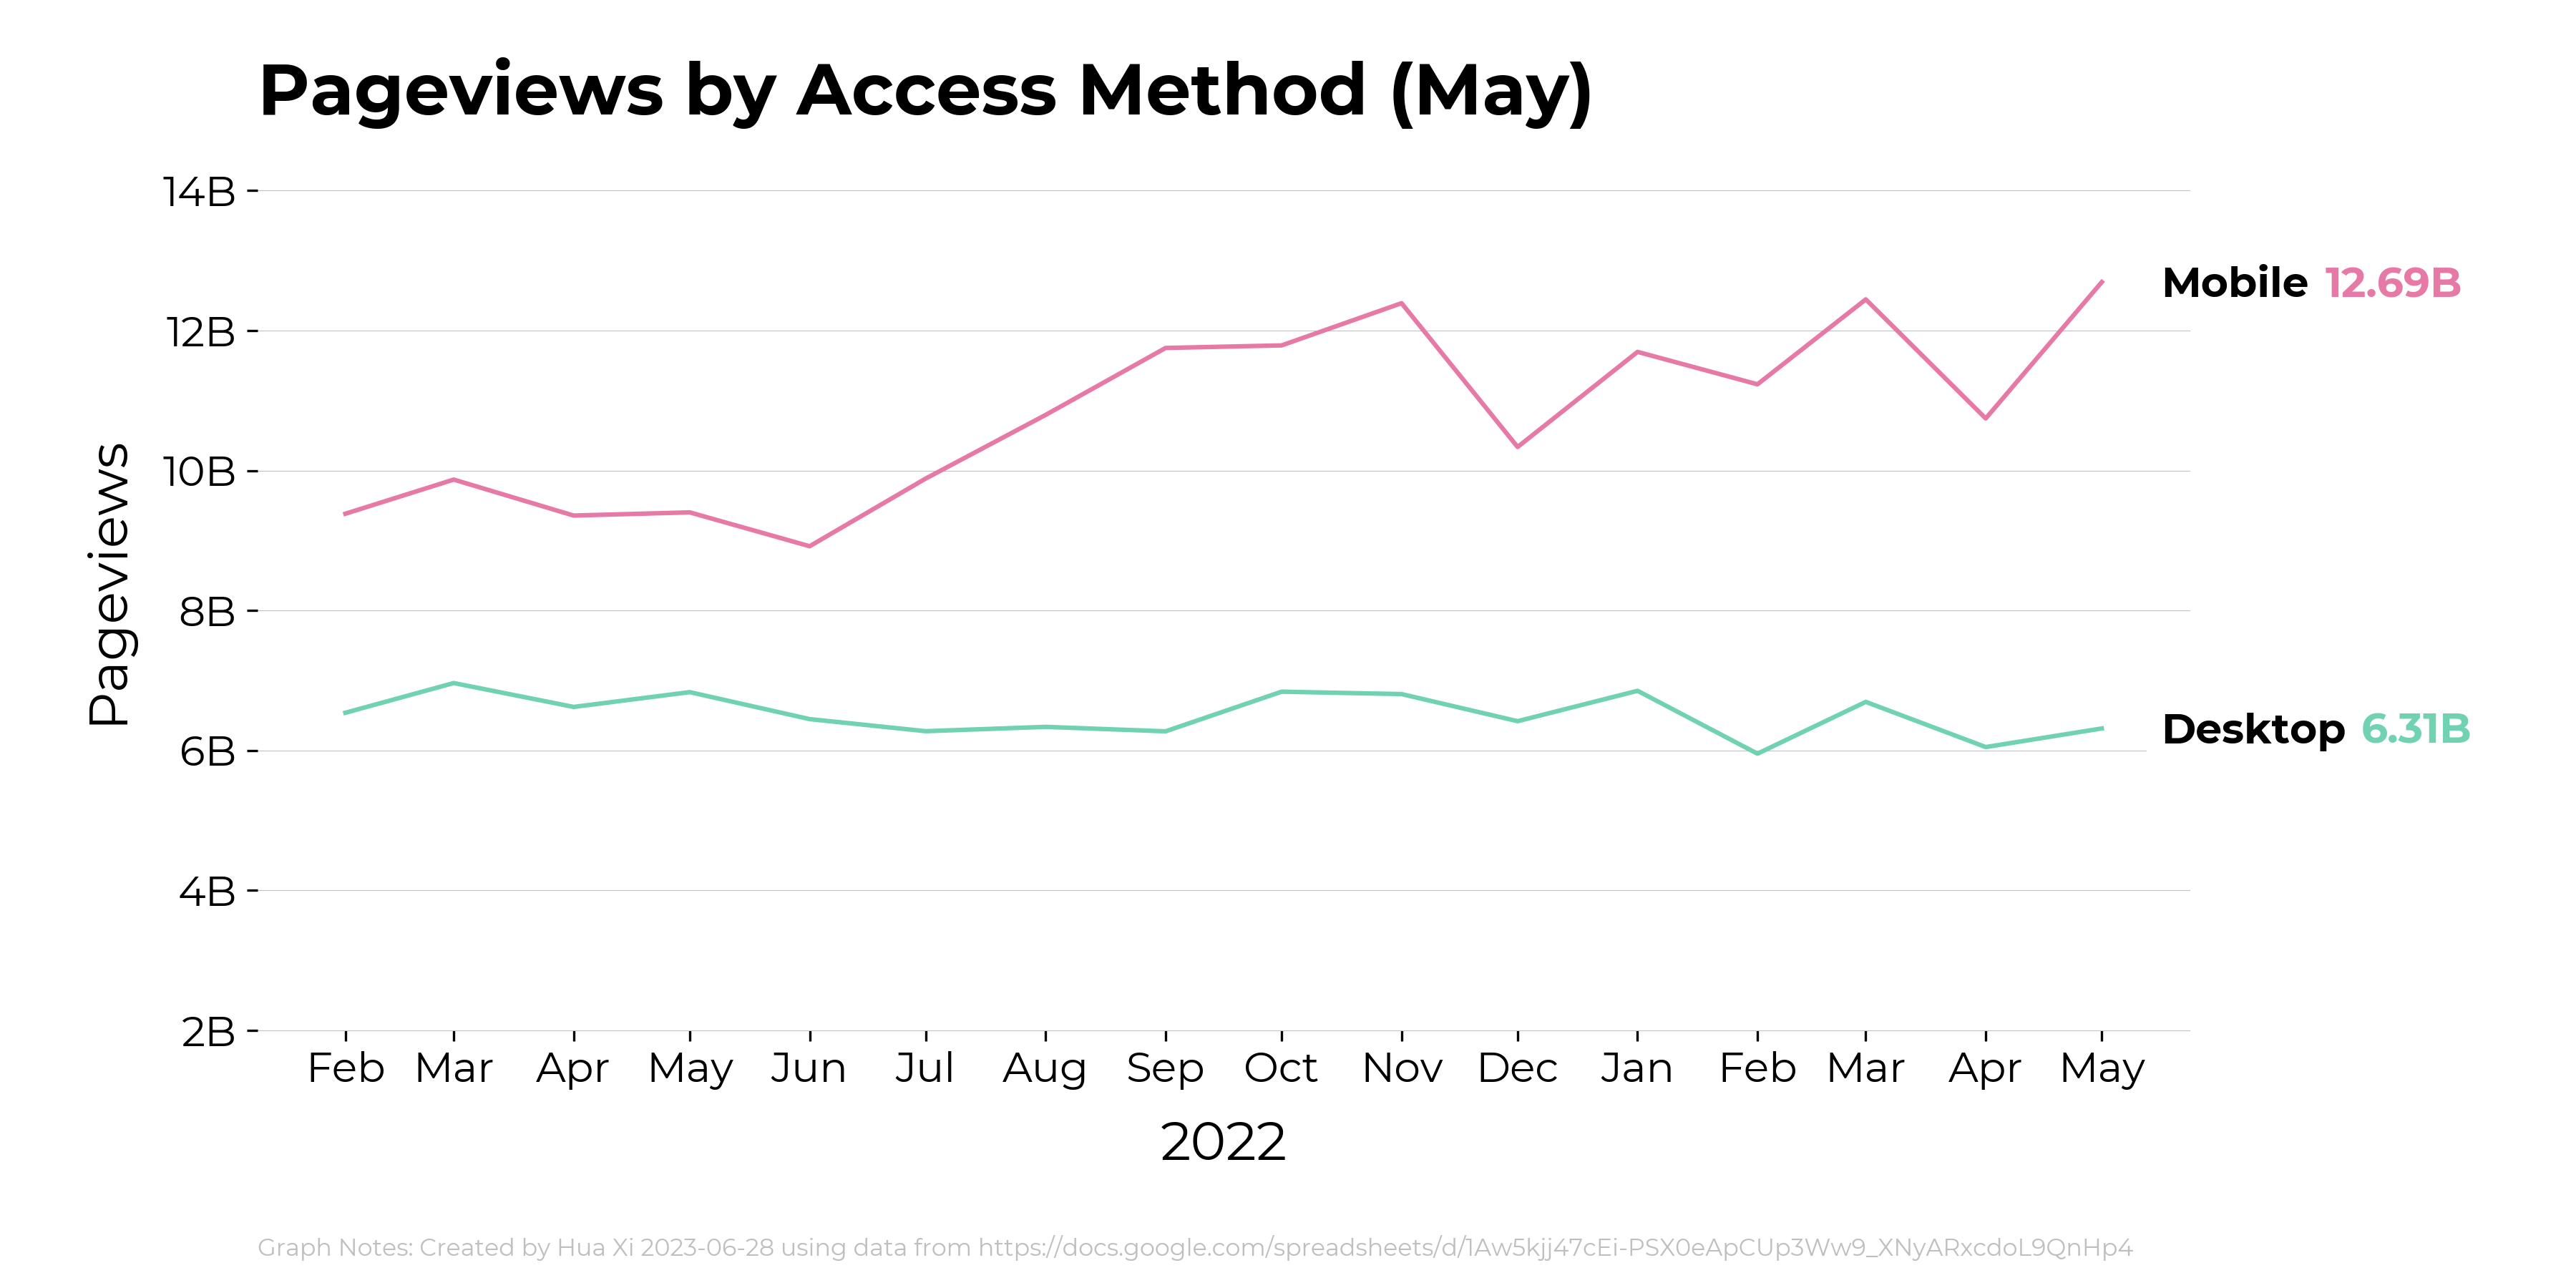 Pageviews by Access Method (May)
14B
12B
10B
8B
6B
4B
2B
Pageviews
Mobile 12.69B
Desktop 6.31B
Feb Mar Apr May Jun Jul Aug Sep Oct Nov Dec Jan Feb Mar Apr May
2022
Graph Notes: Created by Hua Xi 2023-06-28 using data from https://docs.google.com/spreadsheets/d/1Aw5kjj47cEi-PSX0eApCUp3Ww9_XNyARxcdoL9QnHp4